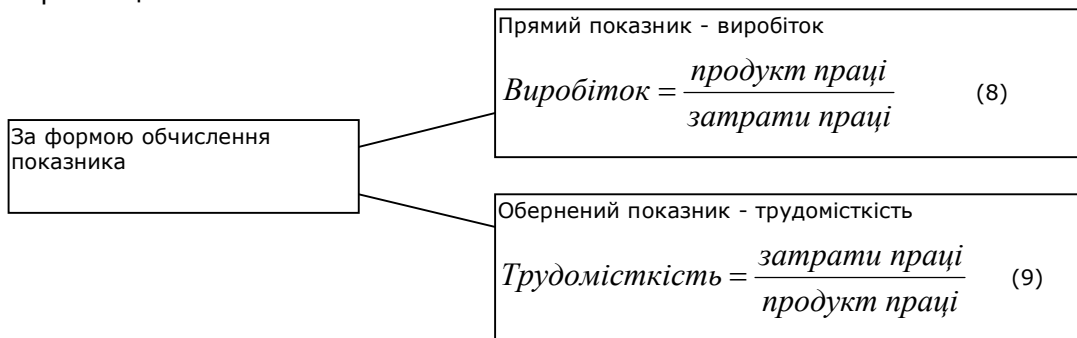 За формою обчислення
показника
Прямий показник - виробіток
Виробіток = продукт праці / затрати праці (8)
Обернений показник - трудомісткість
Трудомісткість = затрати праці / продукт праці (9)